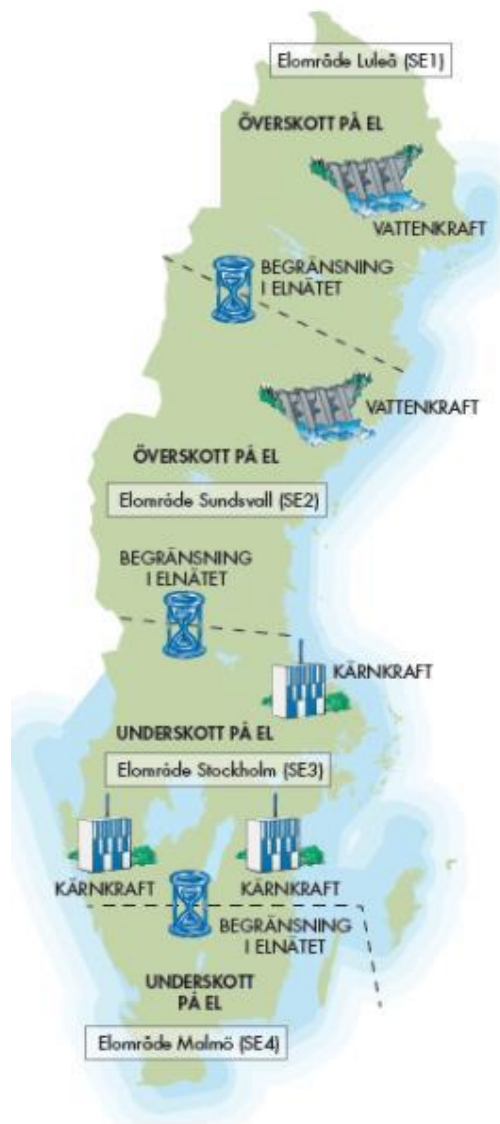 Elområde Luleå (SE1)
ÖVERSKOTT PÅ EL
VATTENKRAFT
BEGRÄNSNING
I ELNÄTET
VATTENKRAFT
ÖVERSKOTT PÅ EL
Elområde Sundsvall (SE2)
BEGRÄNSNING
I ELNÄTET
KÄRNKRAFT
UNDERSKOTT PÅ EL
Elområde Stockholm (SE3)
KÄRNKRAFT
KÄRNKRAFT
BEGRÄNSNING
I ELNÄTET
UNDERSKOTT
PÅ EL
Elområde Malmö (SE4)